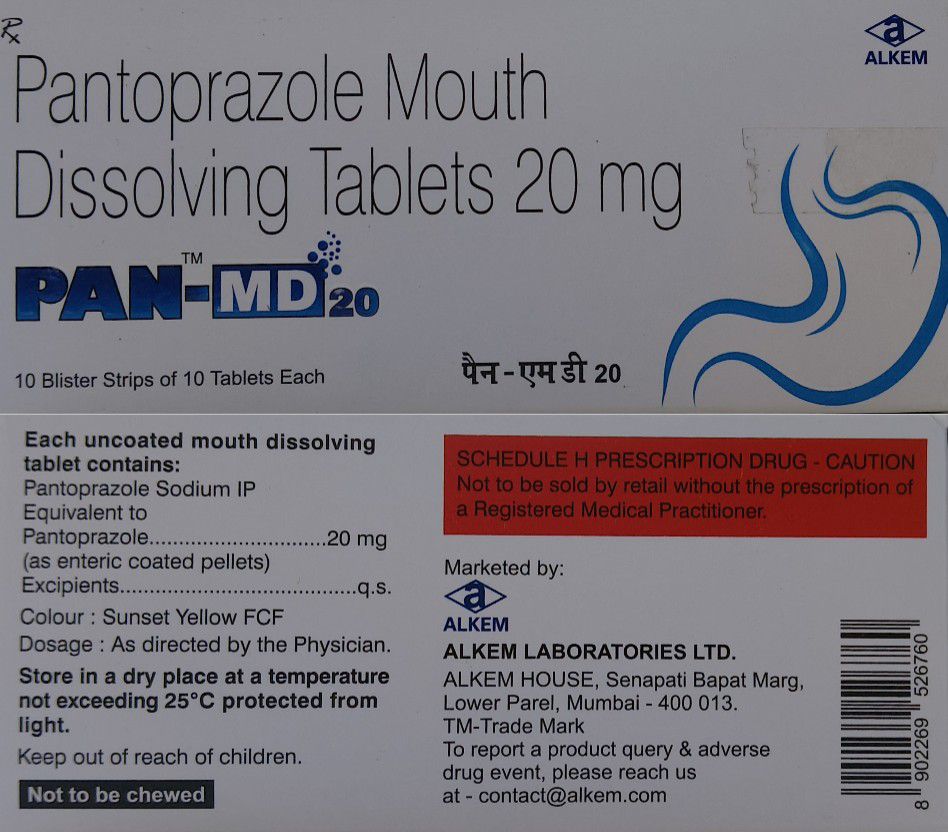 Rx
ALKEM
Pantoprazole Mouth
Dissolving Tablets 20 mg
PAN-MD 20
TM
10 Blister Strips of 10 Tablets Each
पैन - एम डी 20
Each uncoated mouth dissolving
tablet contains:
Pantoprazole Sodium IP
Equivalent to
Pantoprazole..............................20 mg
(as enteric coated pellets)
Excipients.......................................q.s.
Colour : Sunset Yellow FCF
Dosage : As directed by the Physician.
Store in a dry place at a temperature
not exceeding 25°C protected from
light.
Keep out of reach of children.
Not to be chewed
SCHEDULE H PRESCRIPTION DRUG - CAUTION
Not to be sold by retail without the prescription of
a Registered Medical Practitioner.
Marketed by:
ALKEM
ALKEM LABORATORIES LTD.
ALKEM HOUSE, Senapati Bapat Marg,
Lower Parel, Mumbai - 400 013.
TM-Trade Mark
To report a product query & adverse
drug event, please reach us
at - contact@alkem.com
8 902269 526760